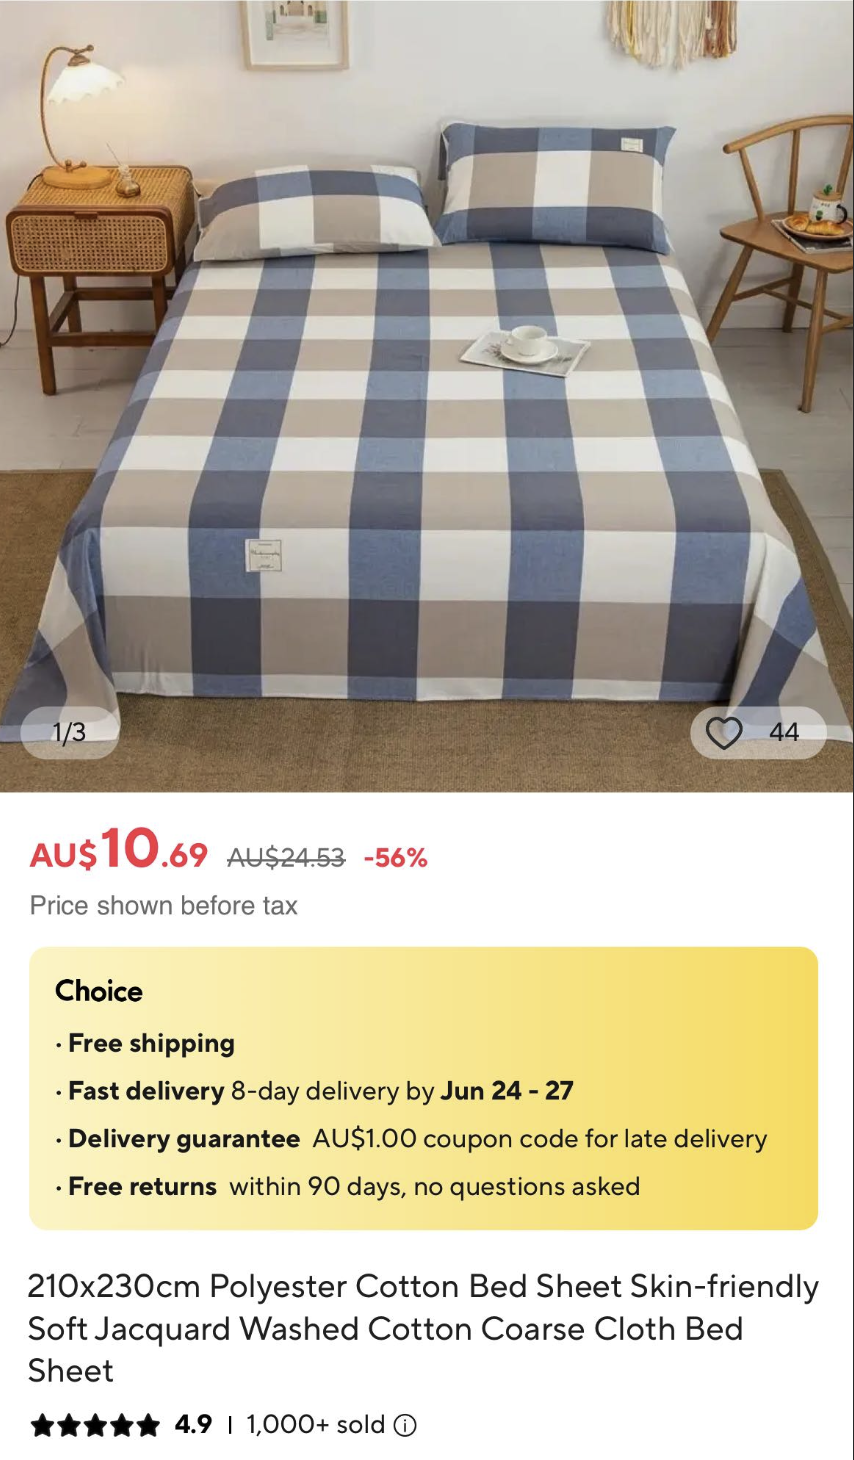 1/3
44
AU$10.69 AU$24.53 -56%
Price shown before tax
Choice
· Free shipping
· Fast delivery 8-day delivery by Jun 24 - 27
· Delivery guarantee AU$1.00 coupon code for late delivery
· Free returns within 90 days, no questions asked
210x230cm Polyester Cotton Bed Sheet Skin-friendly
Soft Jacquard Washed Cotton Coarse Cloth Bed
Sheet
4.9 | 1,000+ sold